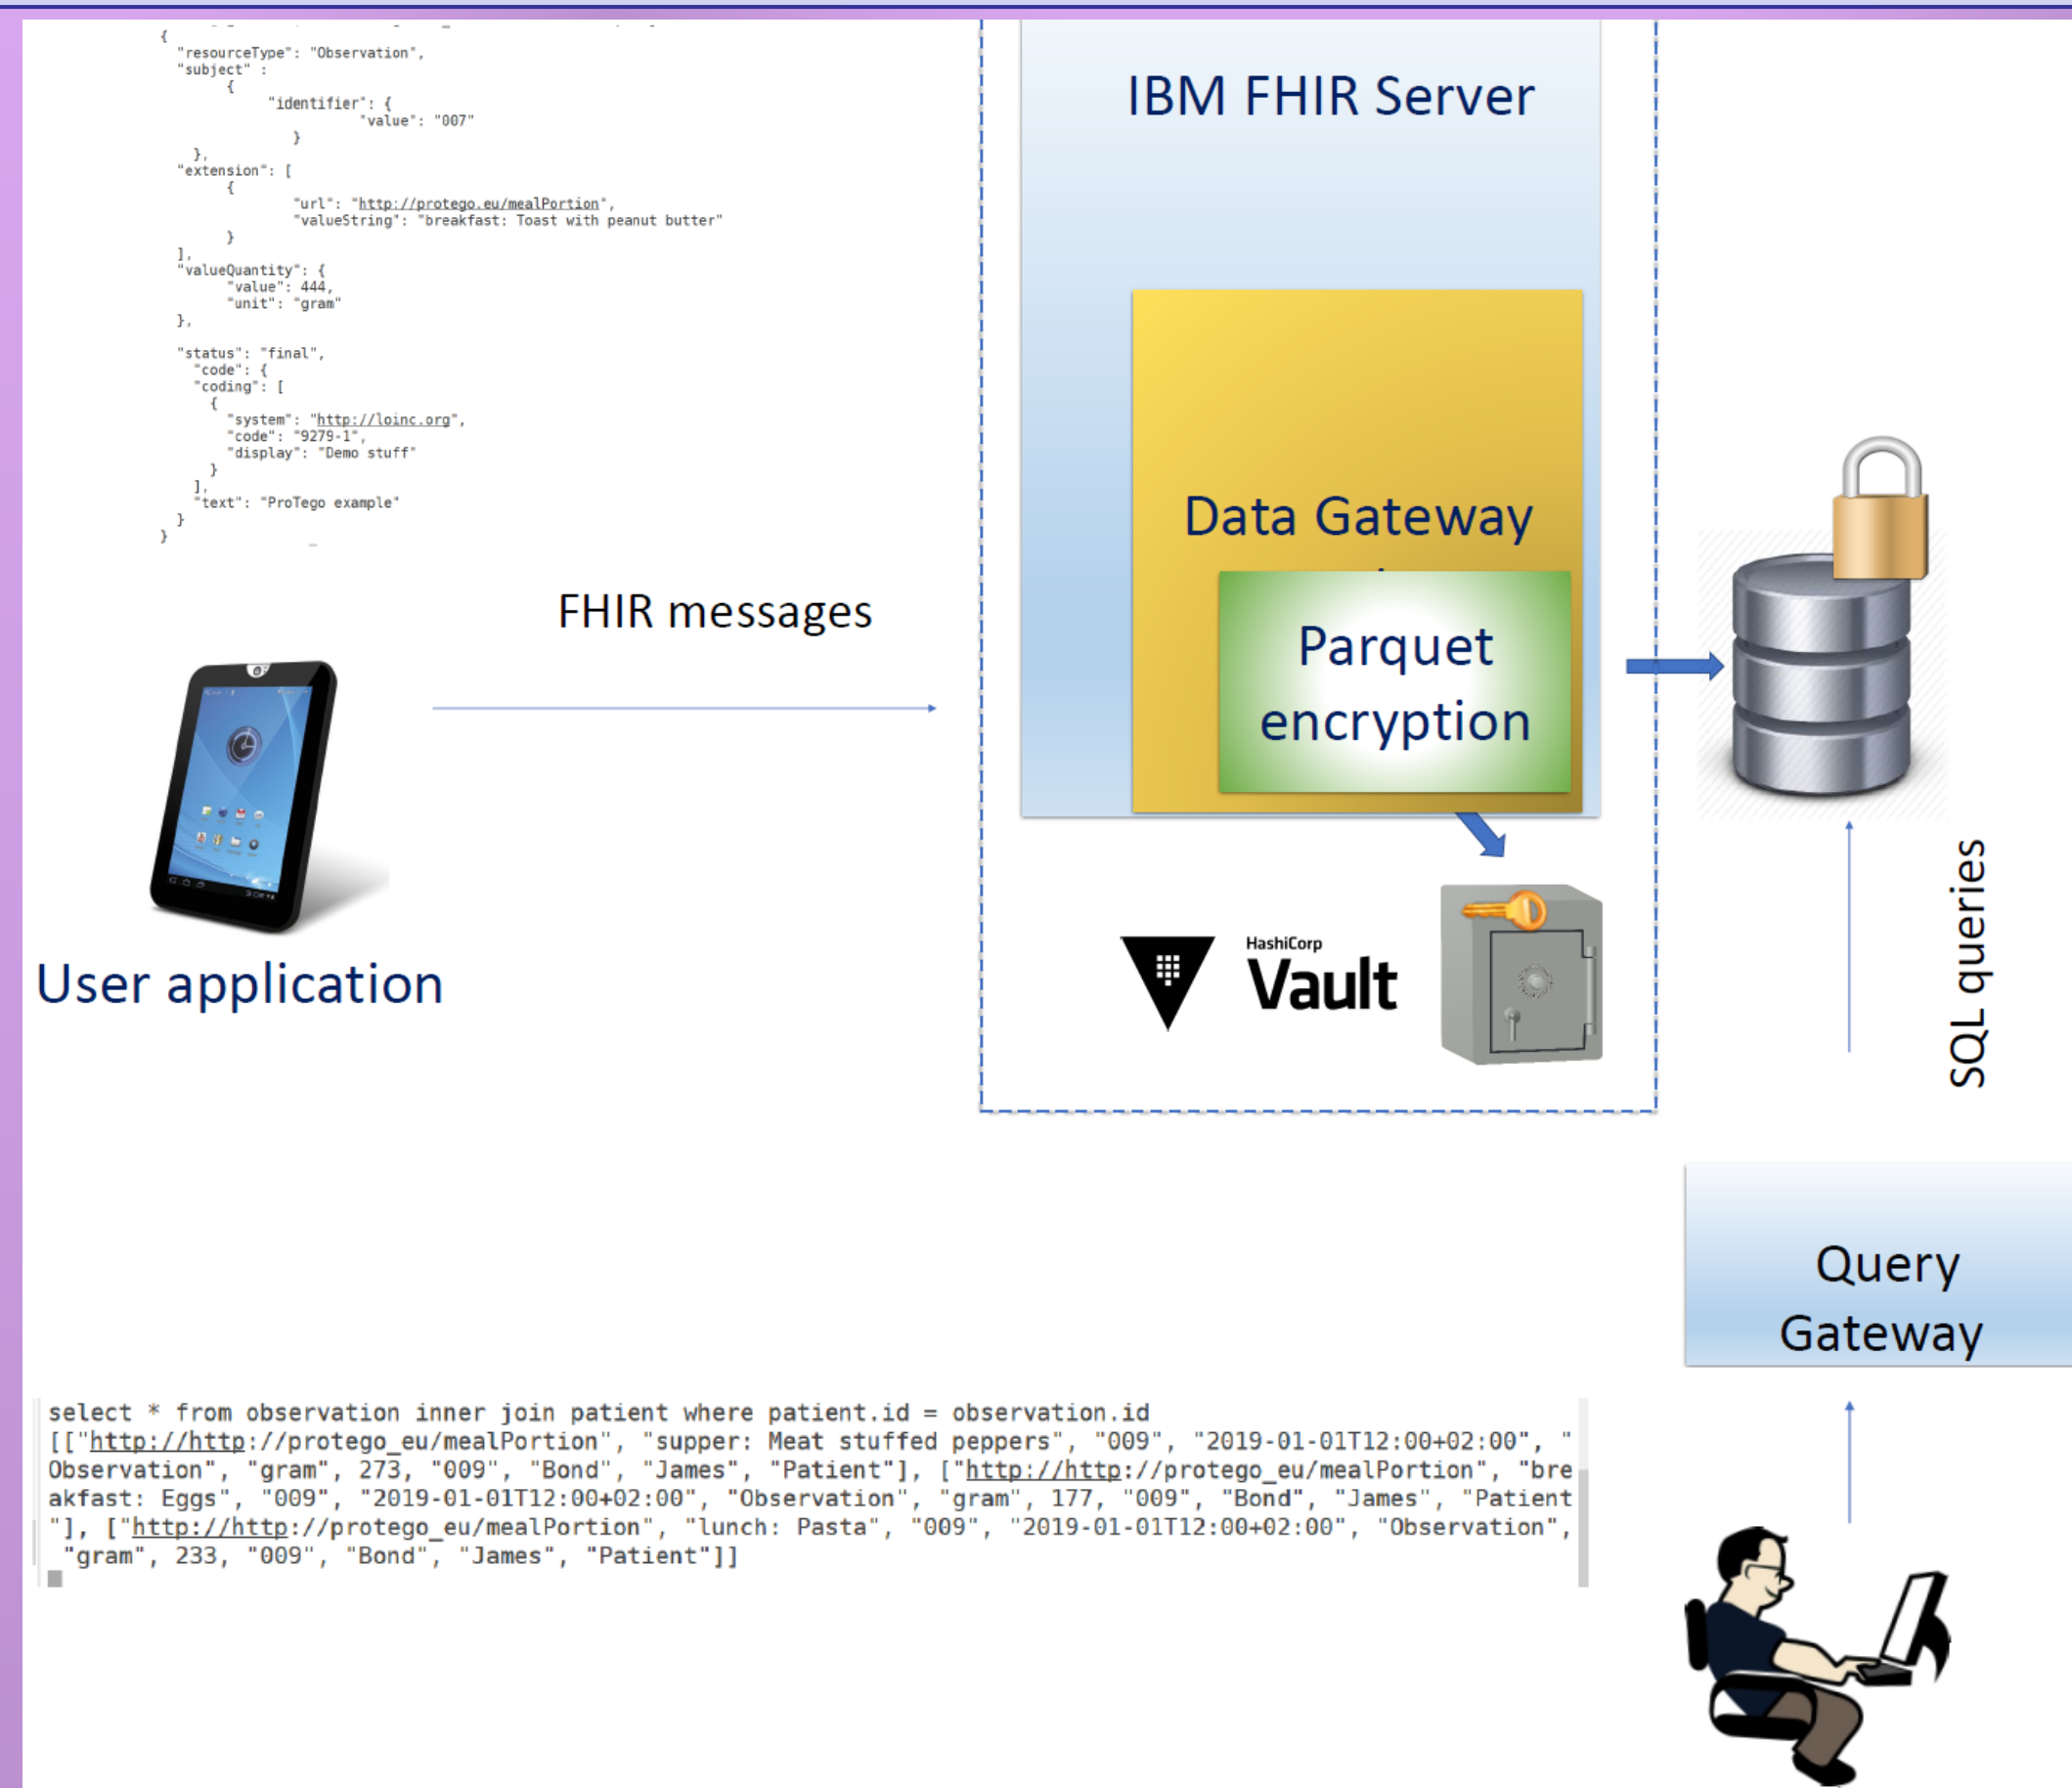 {
"resourceType": "Observation",
"subject" :
{
"identifier": {
"value": "007"
}
},
"extension": [
{
"url": "http://protego.eu/mealPortion",
"valueString": "breakfast: Toast with peanut butter"
}
],
"valueQuantity": {
"value": 444,
"unit": "gram"
},
"status": "final",
"code": {
"coding": [
{
"system": "http://loinc.org",
"code": "9279-1",
"display": "Demo stuff"
}
],
"text": "ProTego example"
}
}
FHIR messages
User application
IBM FHIR Server
Data Gateway
Parquet
encryption
HashiCorp
Vault
SQL queries
Query
Gateway
select * from observation inner join patient where patient.id = observation.id
[["http://http://protego_eu/mealPortion", "supper: Meat stuffed peppers", "009", "2019-01-01T12:00+02:00", "
Observation", "gram", 273, "009", "Bond", "James", "Patient"], ["http://http://protego_eu/mealPortion", "bre
akfast: Eggs", "009", "2019-01-01T12:00+02:00", "Observation", "gram", 177, "009", "Bond", "James", "Patient
"], ["http://http://protego_eu/mealPortion", "lunch: Pasta", "009", "2019-01-01T12:00+02:00", "Observation",
"gram", 233, "009", "Bond", "James", "Patient"]]